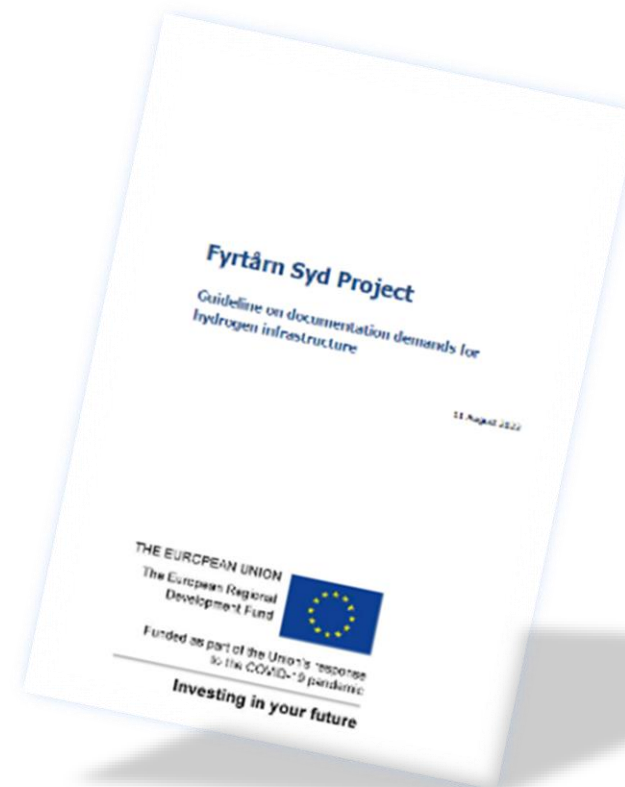 Fyrtårn Syd Project
Guideline on documentation demands for
hydrogen infrastructure
August
THE EUROPEAN UNION
The European Regional
Development Fund
Funded as part of the Union's response
to the COVID-19 pandemic
Investing in your future